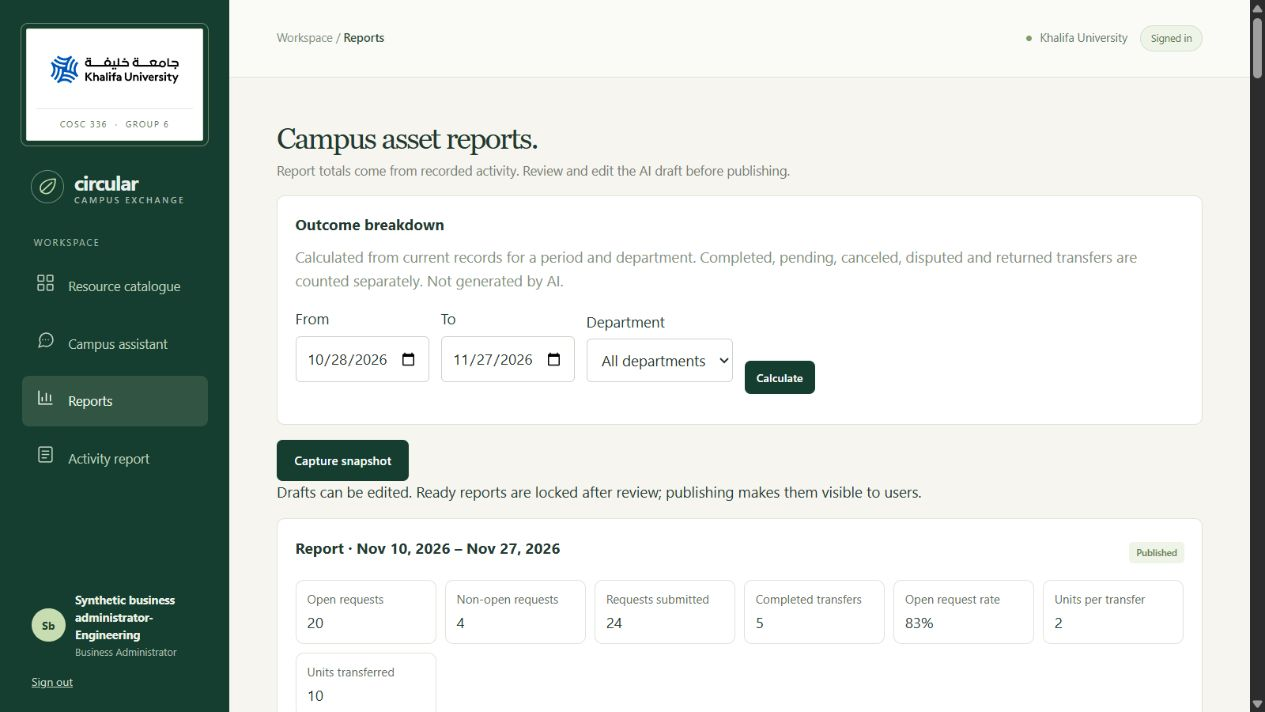 جامعة خليفة
Khalifa University
COSC 336 · GROUP 6
circular
CAMPUS EXCHANGE
WORKSPACE
Resource catalogue
Campus assistant
Reports
Activity report
Sb
Synthetic business
administrator-
Engineering
Business Administrator
Sign out
Workspace / Reports
Khalifa University
Signed in
Campus asset reports.
Report totals come from recorded activity. Review and edit the AI draft before publishing.
Outcome breakdown
Calculated from current records for a period and department. Completed, pending, canceled, disputed and returned transfers are
counted separately. Not generated by AI.
From
To
Department
10/28/2026
11/27/2026
All departments
Calculate
Capture snapshot
Drafts can be edited. Ready reports are locked after review; publishing makes them visible to users.
Report · Nov 10, 2026 – Nov 27, 2026
Published
Open requests
20
Non-open requests
4
Requests submitted
24
Completed transfers
5
Open request rate
83%
Units per transfer
2
Units transferred
10